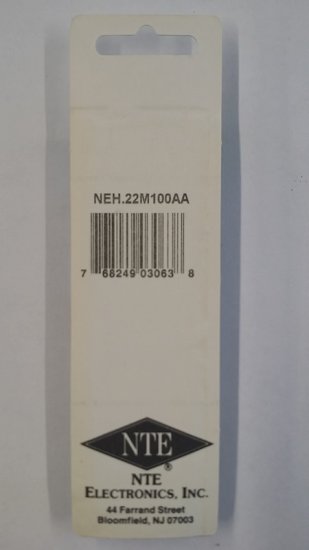 NEH.22M100AA
7 68249 03063 8
NTE
®
NTE
ELECTRONICS, INC.
44 Farrand Street
Bloomfield, NJ 07003